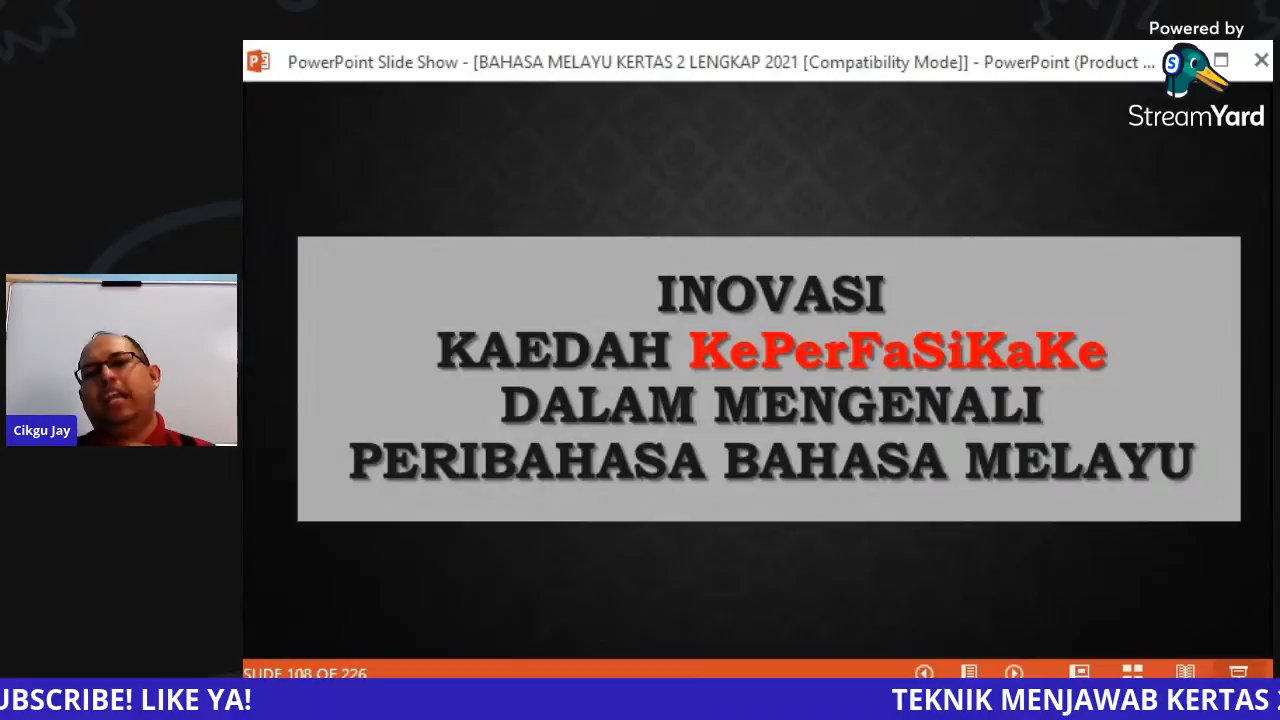 Powered by
StreamYard
PowerPoint Slide Show - [BAHASA MELAYU KERTAS 2 LENGKAP 2021 [Compatibility Mode]] - PowerPoint (Product ...
INOVASI
KAEDAH KePerFaSiKaKe
DALAM MENGENALI
PERIBAHASA BAHASA MELAYU
Cikgu Jay
SLIDE 108 OF 226
UBSCRIBE! LIKE YA!
TEKNIK MENJAWAB KERTAS 2